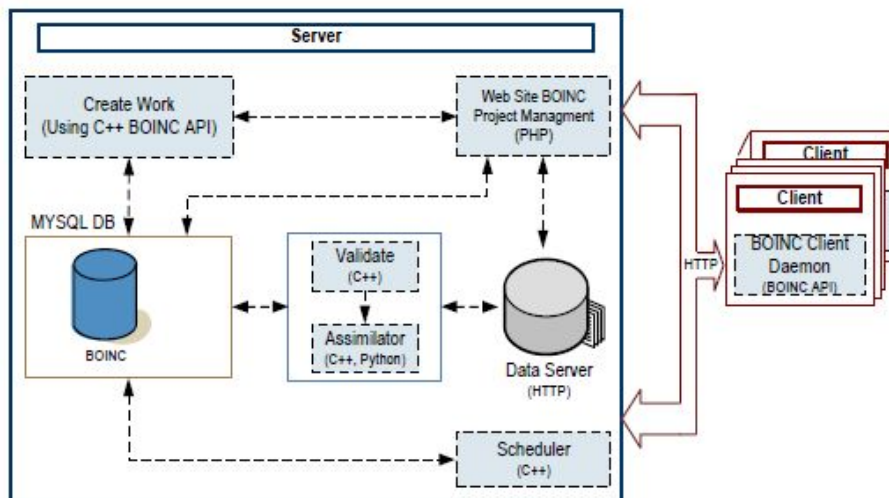 Server
Create Work
(Using C++ BOINC API)
Web Site BOINC
Project Managment
(PHP)
Client
Client
BOINC Client
Daemon
(BOINC API)
HTTP
MYSQL DB
BOINC
Validate
(C++)
Assimilator
(C++, Python)
Data Server
(HTTP)
Scheduler
(C++)